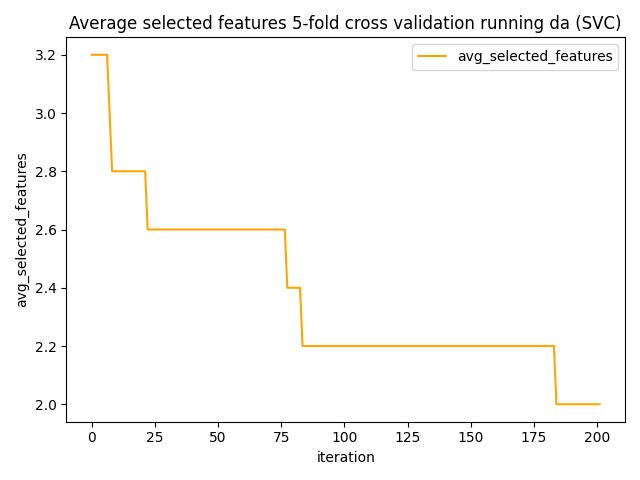 Average selected features 5-fold cross validation running da (SVC)
avg_selected_features
avg_selected_features
3.2
3.0
2.8
2.6
2.4
2.2
2.0
0 25 50 75 100 125 150 175 200
iteration